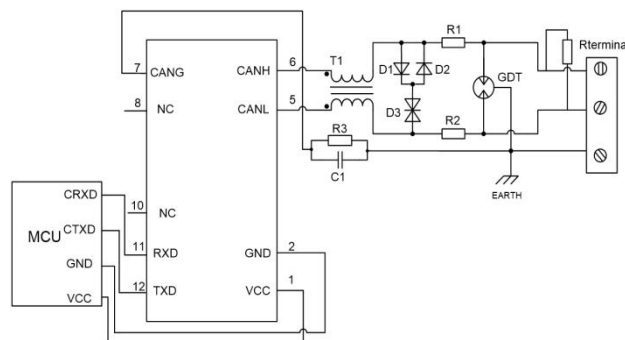 7
CANG
CANH
6
T1
R1
Rtermina
D1
D2
GDT
8
NC
CANL
5
D3
R2
R3
C1
EARTH
CRXD
10
NC
MCU
CTXD
11
RXD
GND
2
GND
12
TXD
VCC
1
VCC